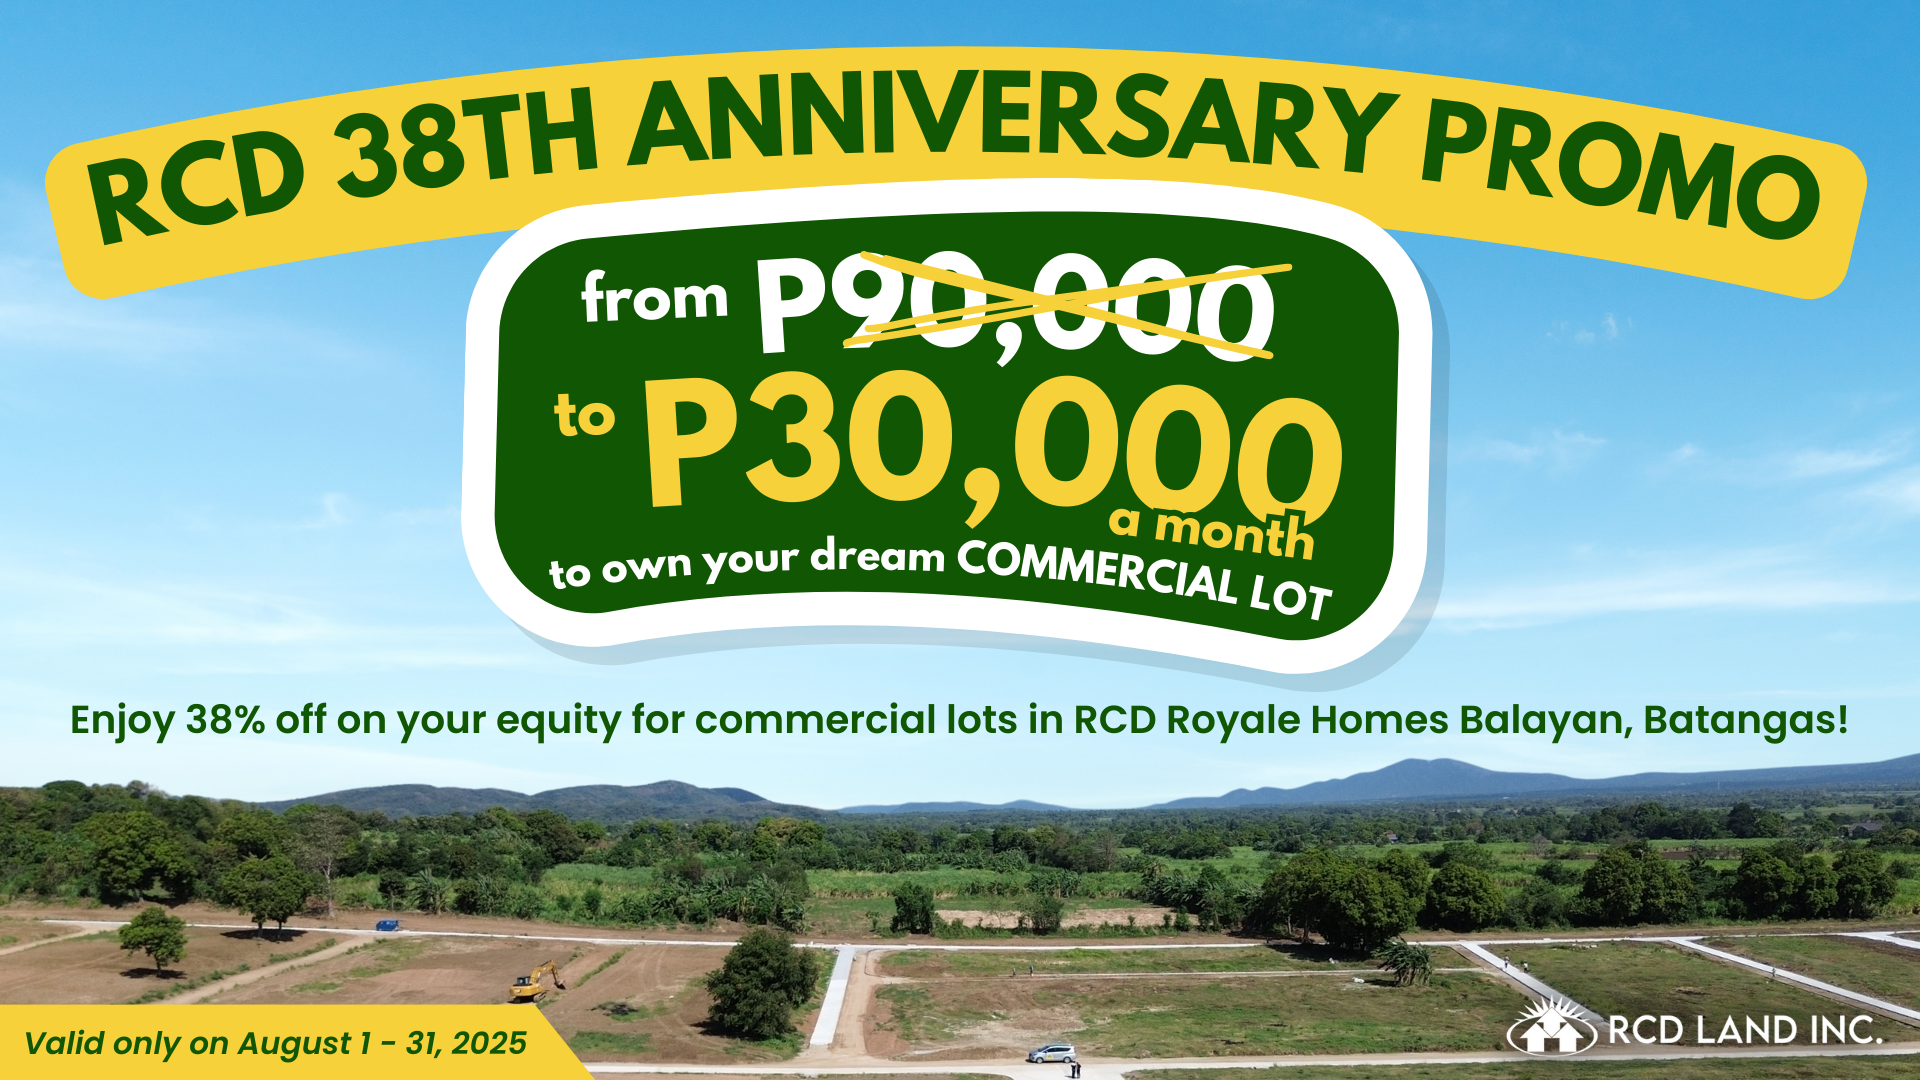 RCD 38TH ANNIVERSARY PROMO
from P90,000
to P30,000
a month
to own your dream COMMERCIAL LOT
Enjoy 38% off on your equity for commercial lots in RCD Royale Homes Balayan, Batangas!
Valid only on August 1 - 31, 2025
RCD LAND INC.